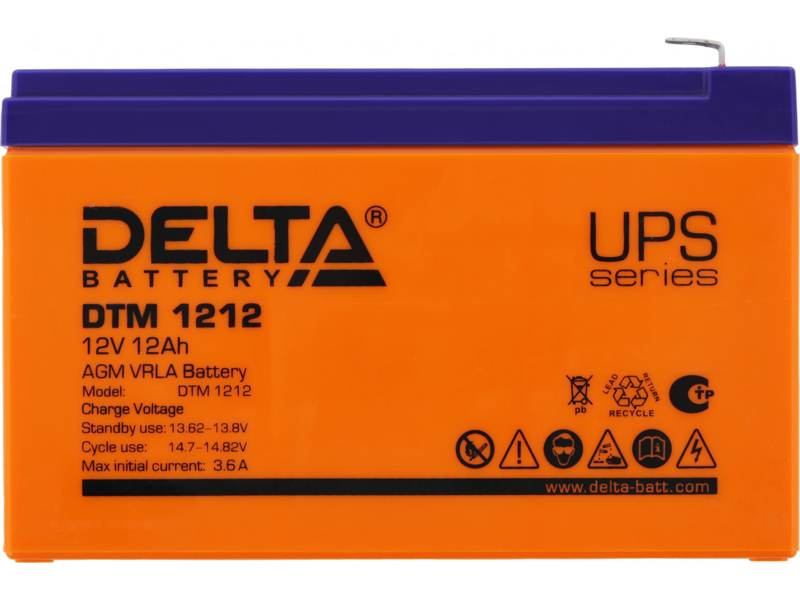 DELTA®
BATTERY
UPS
series
DTM 1212
12V 12Ah
AGM VRLA Battery
Model: DTM 1212
Charge Voltage
Standby use: 13.62-13.8V
Cycle use: 14.7-14.82V
Max initial current: 3.6 A
pb
LEAD RETURN
RECYCLE
СТР
www.delta-batt.com